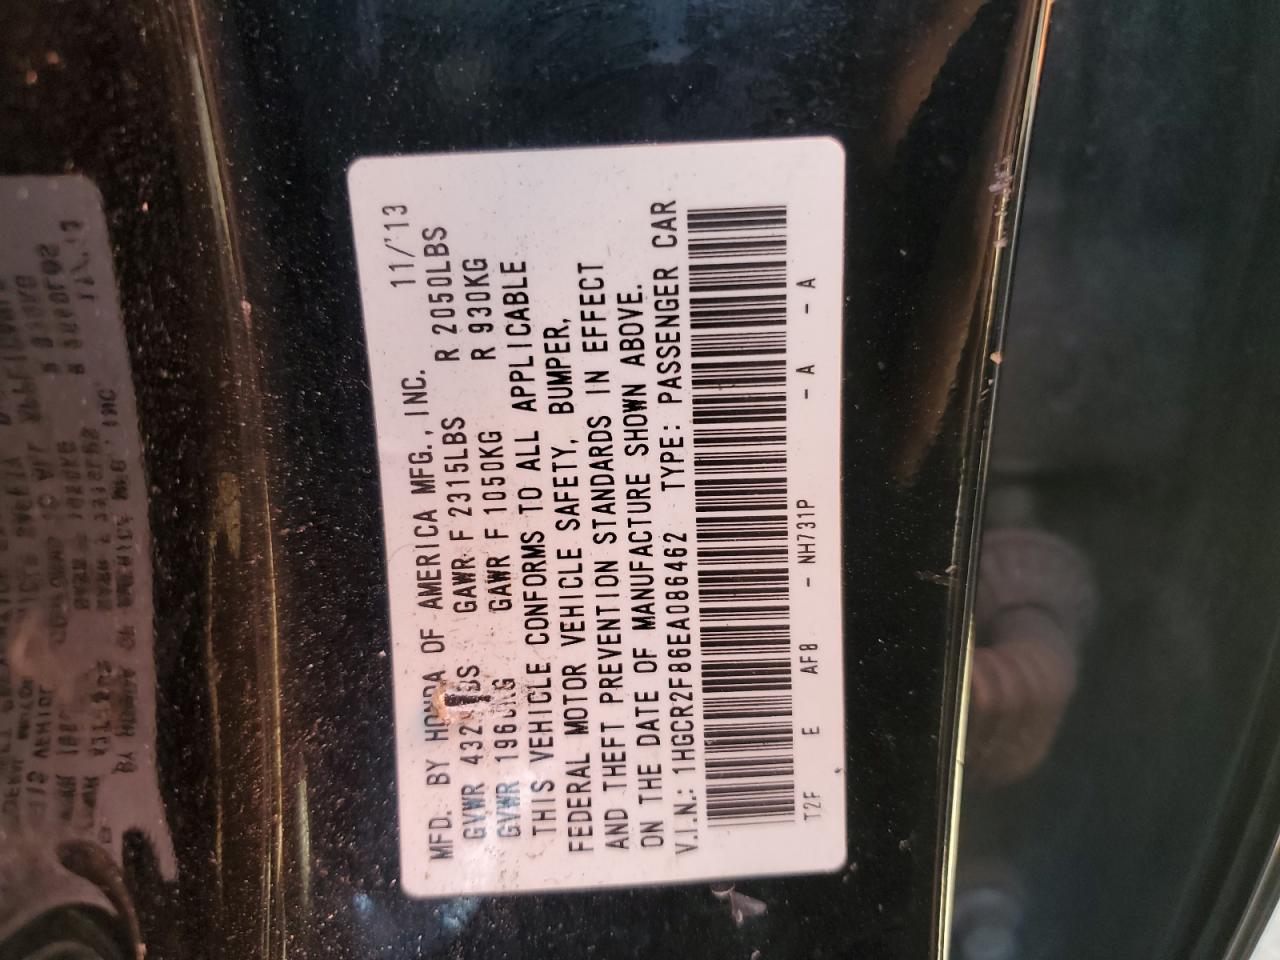 MFD. BY HONDA OF AMERICA MFG., INC. 11/'13
GVWR LBS GAWR F 2315LBS R 2050LBS
GVWR 1960KG GAWR F 1050KG R 930KG
THIS VEHICLE CONFORMS TO ALL APPLICABLE
FEDERAL MOTOR VEHICLE SAFETY, BUMPER,
AND THEFT PREVENTION STANDARDS IN EFFECT
ON THE DATE OF MANUFACTURE SHOWN ABOVE.
V.I.N.: 1HGCR2F86EA086462 TYPE: PASSENGER CAR
T2F E AF8 - NH731P - A - A